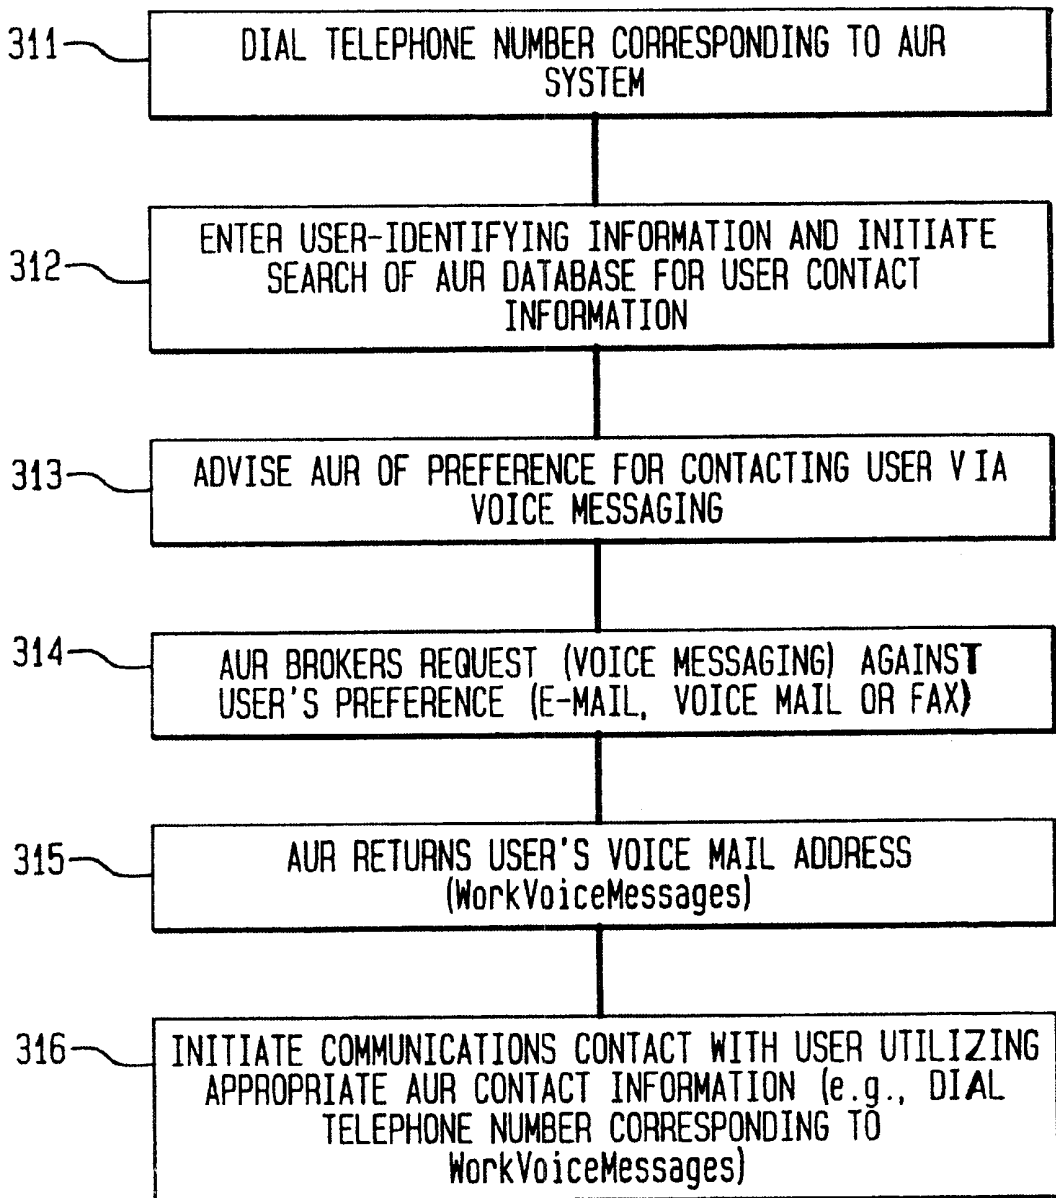 311
DIAL TELEPHONE NUMBER CORRESPONDING TO AUR
SYSTEM
312
ENTER USER-IDENTIFYING INFORMATION AND INITIATE
SEARCH OF AUR DATABASE FOR USER CONTACT
INFORMATION
313
ADVISE AUR OF PREFERENCE FOR CONTACTING USER VIA
VOICE MESSAGING
314
AUR BROKERS REQUEST (VOICE MESSAGING) AGAINST
USER'S PREFERENCE (E-MAIL, VOICE MAIL OR FAX)
315
AUR RETURNS USER'S VOICE MAIL ADDRESS
(WorkVoiceMessages)
316
INITIATE COMMUNICATIONS CONTACT WITH USER UTILIZING
APPROPRIATE AUR CONTACT INFORMATION (e.g., DIAL
TELEPHONE NUMBER CORRESPONDING TO
WorkVoiceMessages)